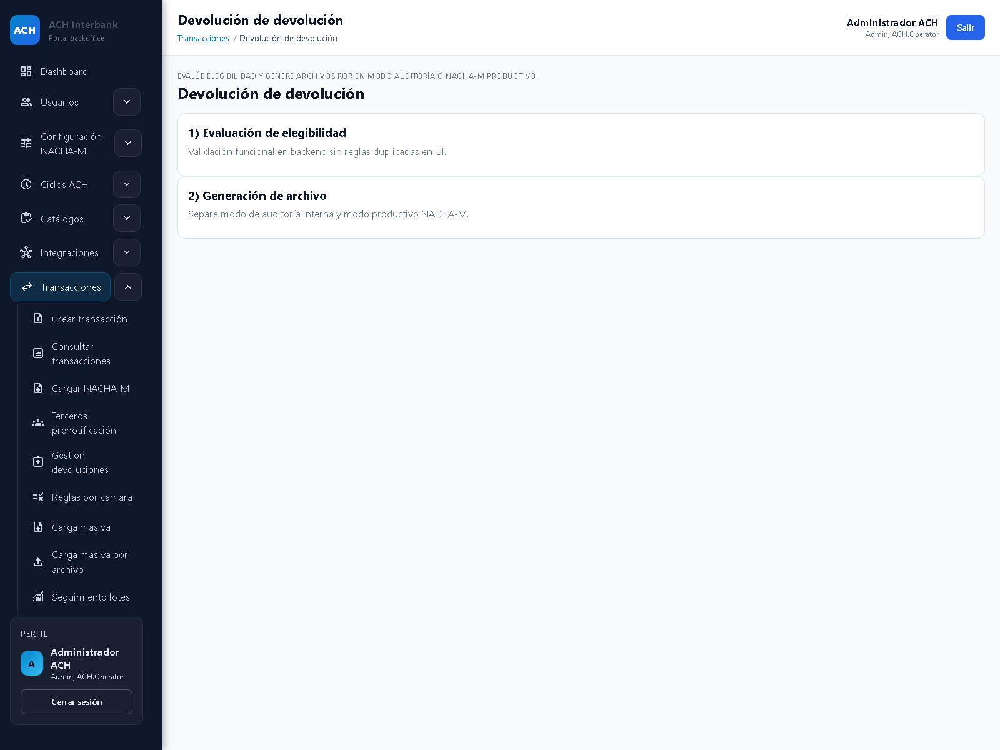 ACH
ACH Interbank
Portal backoffice
Dashboard
Usuarios
Configuración
NACHA-M
Ciclos ACH
Catálogos
Integraciones
Transacciones
Crear transacción
Consultar
transacciones
Cargar NACHA-M
Terceros
prenotificación
Gestión
devoluciones
Reglas por camara
Carga masiva
Carga masiva por
archivo
Seguimiento lotes
PERFIL
A
Administrador
ACH
Admin, ACH.Operator
Cerrar sesión
Devolución de devolución
Transacciones / Devolución de devolución
Administrador ACH
Admin, ACH.Operator
Salir
EVALÚE ELEGIBILIDAD Y GENERE ARCHIVOS ROR EN MODO AUDITORÍA O NACHA-M PRODUCTIVO.
Devolución de devolución
1) Evaluación de elegibilidad
Validación funcional en backend sin reglas duplicadas en UI.
2) Generación de archivo
Separe modo de auditoría interna y modo productivo NACHA-M.